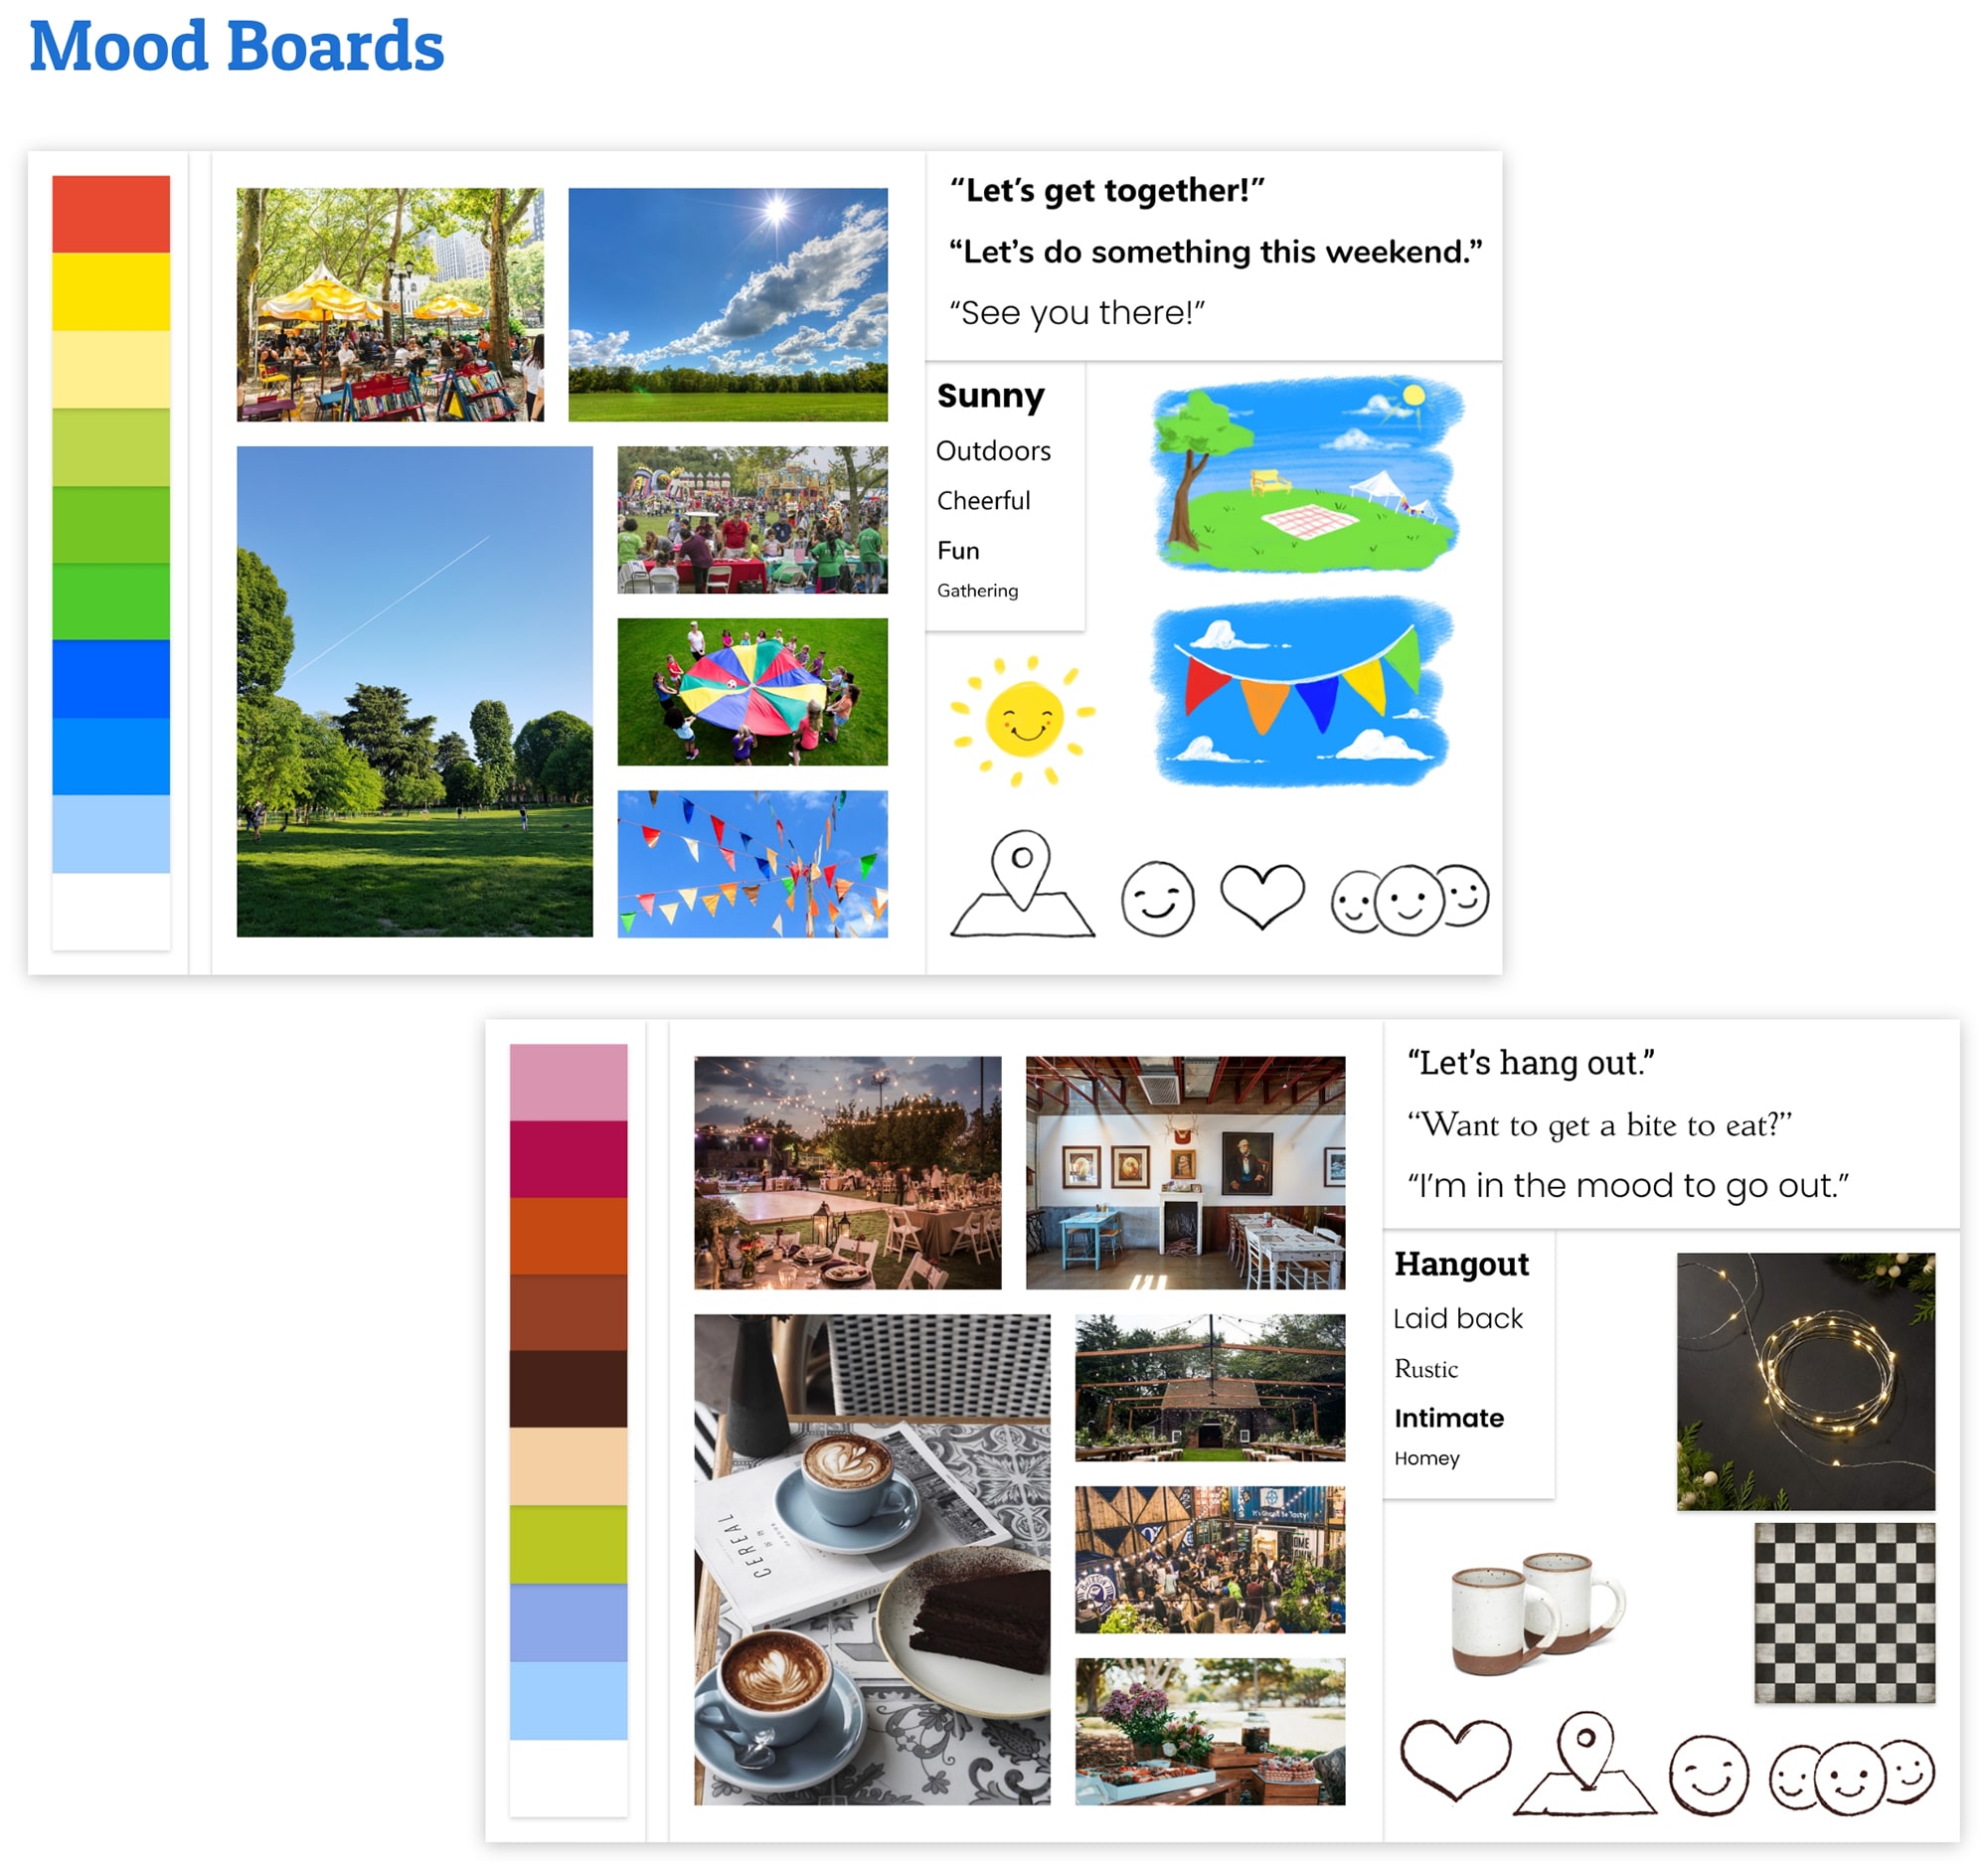 Mood Boards
“Let’s get together!”
“Let’s do something this weekend.”
“See you there!”
Sunny
Outdoors
Cheerful
Fun
Gathering
“Let’s hang out.”
“Want to get a bite to eat?”
“I’m in the mood to go out.”
Hangout
Laid back
Rustic
Intimate
Homey
CEREAL